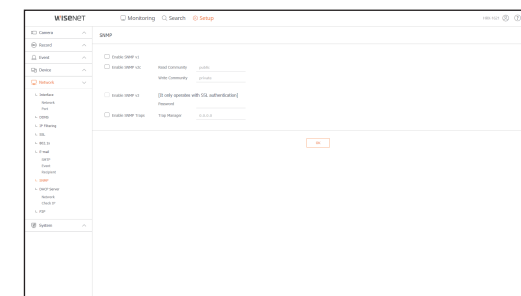 WISENET
Monitoring Search Setup
Camera
Record
Event
Device
Network
Interface
Network
Port
DDNS
IP Filtering
SSL
802.1x
E-mail
SMTP
Event
Recipient
SNMP
DHCP Server
Network
Check IP
FTP
System
SNMP
Enable SNMP v1
Enable SNMP v2c Read Community public
Write Community private
Enable SNMP v3 [It only operates with SSL authentication]
Password
Enable SNMP Traps Trap Manager 0.0.0.0
OK